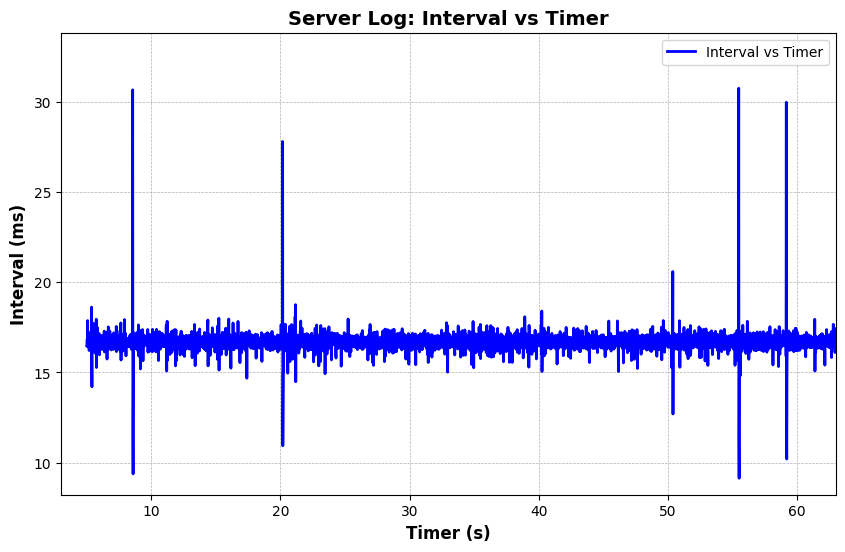 Server Log: Interval vs Timer
Interval vs Timer
Interval (ms)
30
25
20
15
10
10 20 30 40 50 60
Timer (s)